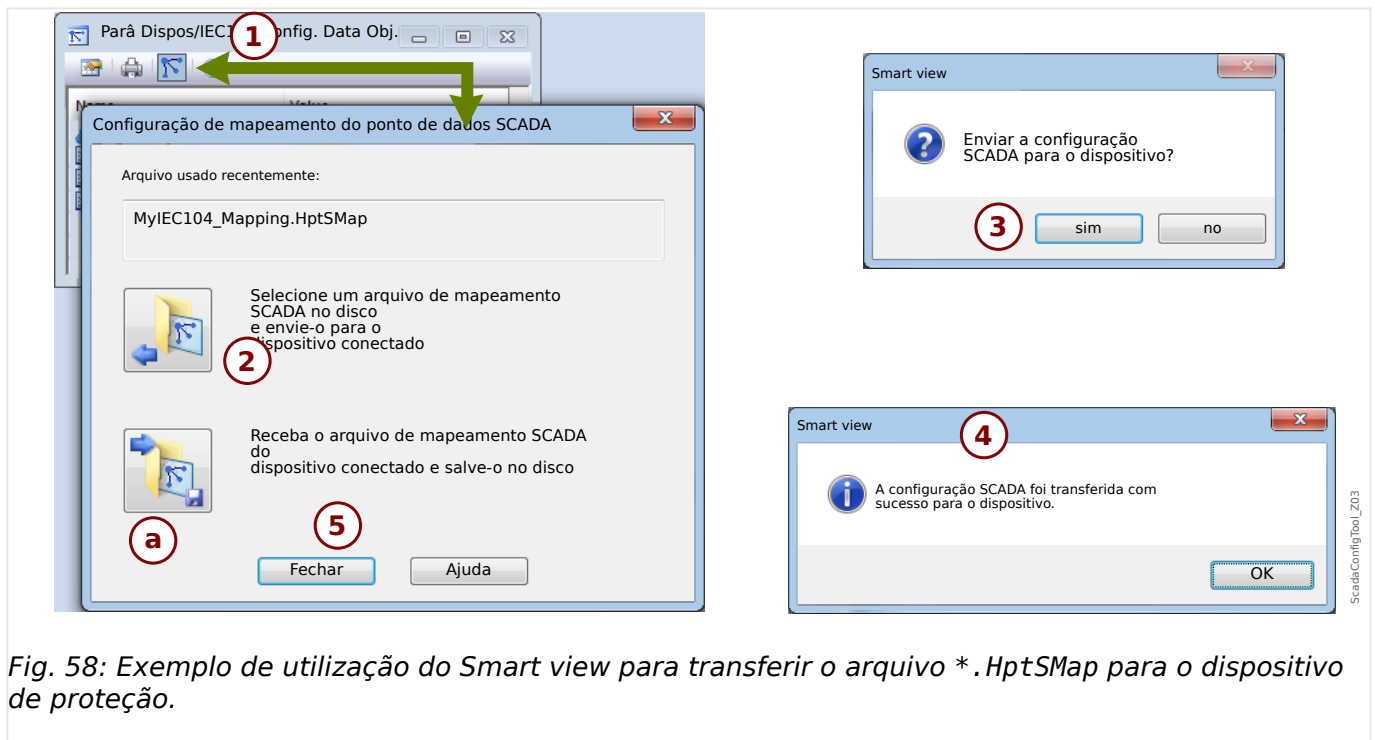 Parâ Dispos/IEC1 onfig. Data Obj.
1
Name Value
Configuração de mapeamento do ponto de dados SCADA
Arquivo usado recentemente:
MyIEC104_Mapping.HptSMap
Selecione um arquivo de mapeamento
SCADA no disco
e envie-o para o
dispositivo conectado
2
Receba o arquivo de mapeamento SCADA
do
dispositivo conectado e salve-o no disco
a
5
Fechar
Ajuda
Smart view
Enviar a configuração
SCADA para o dispositivo?
3
sim
no
Smart view
4
A configuração SCADA foi transferida com
sucesso para o dispositivo.
OK
ScadaConfigTool_Z03
Fig. 58: Exemplo de utilização do Smart view para transferir o arquivo *.HptSMap para o dispositivo
de proteção.